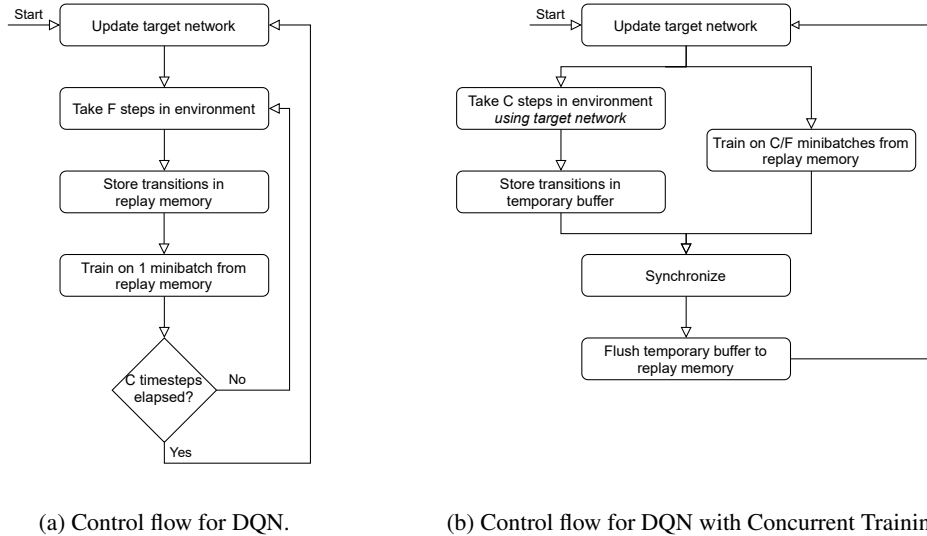 Start
Update target network
Take F steps in environment
Store transitions in
replay memory
Train on 1 minibatch from
replay memory
C timesteps
elapsed?
No
Yes
(a) Control flow for DQN.
Start
Update target network
Take C steps in environment
using target network
Train on C/F minibatches from
replay memory
Store transitions in
temporary buffer
Synchronize
Flush temporary buffer to
replay memory
(b) Control flow for DQN with Concurrent Trainin